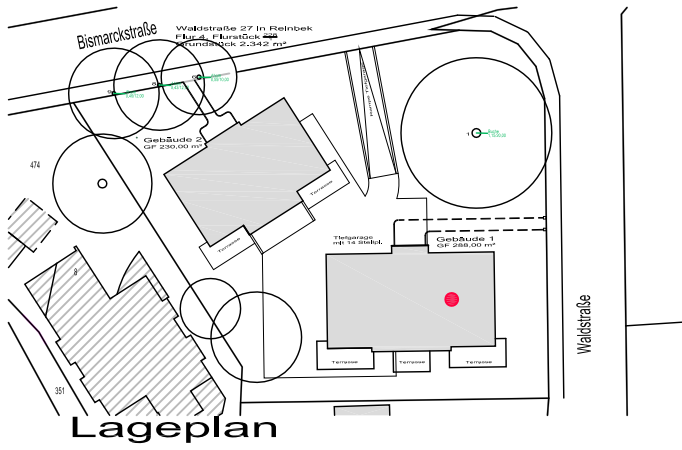 Bismarckstraße
Waldstraße 27 in Reinbek
Flur 4, Flurstück
Grundstück 2.342 m²
Gebäude 2
GF 230,00 m²
474
1
Buche
Terrasse
Terrasse
Tiefgarage
mit 14 Stellpl.
Gebäude 1
GF 288,00 m²
8
Waldstraße
Terrasse
Terrasse
Terrasse
351
Lageplan